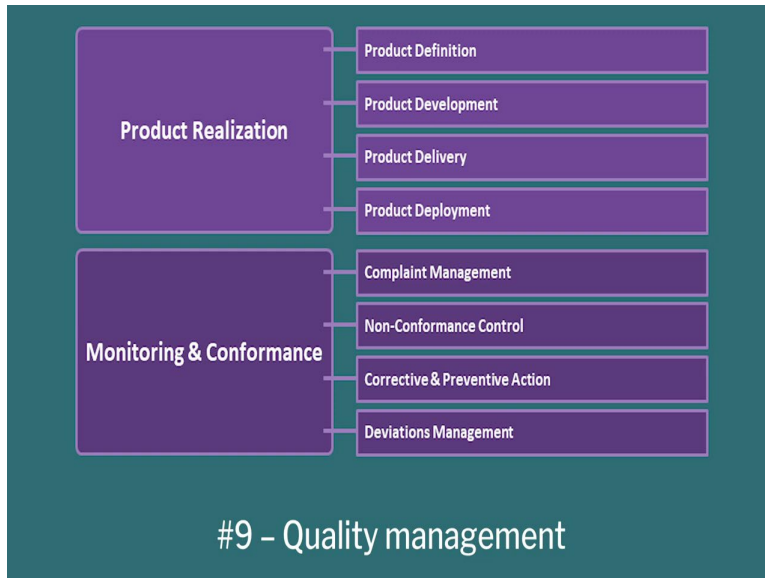 Product Realization
Product Definition
Product Development
Product Delivery
Product Deployment
Monitoring & Conformance
Complaint Management
Non-Conformance Control
Corrective & Preventive Action
Deviations Management
#9 – Quality management